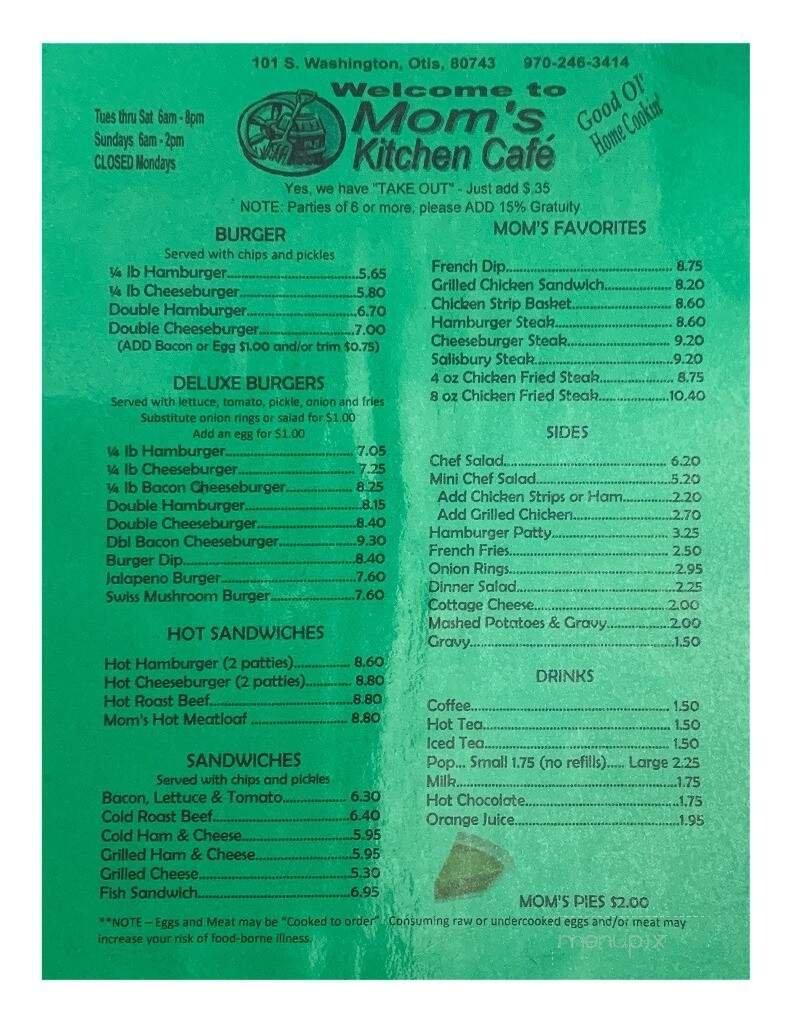 101 S. Washington, Otis, 80743 970-246-3414
Tues thru Sat 6am - 8pm
Sundays 6am - 2pm
CLOSED Mondays
Welcome to
Mom's
Kitchen Café
Good Ol'
Home Cookin'
Yes, we have "TAKE OUT" - Just add $.35
NOTE: Parties of 6 or more, please ADD 15% Gratuity
BURGER
Served with chips and pickles
¼ lb Hamburger..........5.65
¼ lb Cheeseburger..........5.80
Double Hamburger..........6.70
Double Cheeseburger..........7.00
(ADD Bacon or Egg $1.00 and/or trim $0.75)
DELUXE BURGERS
Served with lettuce, tomato, pickle, onion and fries
Substitute onion rings or salad for $1.00
Add an egg for $1.00
¼ lb Hamburger..........7.05
¼ lb Cheeseburger..........7.25
¼ lb Bacon Cheeseburger..........8.25
Double Hamburger..........8.15
Double Cheeseburger..........8.40
Dbl Bacon Cheeseburger..........9.30
Burger Dip..........8.40
Jalapeno Burger..........7.60
Swiss Mushroom Burger..........7.60
HOT SANDWICHES
Hot Hamburger (2 patties)..........8.60
Hot Cheeseburger (2 patties)..........8.80
Hot Roast Beef..........8.80
Mom's Hot Meatloaf..........8.80
SANDWICHES
Served with chips and pickles
Bacon, Lettuce & Tomato..........6.30
Cold Roast Beef..........6.40
Cold Ham & Cheese..........5.95
Grilled Ham & Cheese..........5.95
Grilled Cheese..........5.30
Fish Sandwich..........6.95
MOM'S FAVORITES
French Dip..........8.75
Grilled Chicken Sandwich..........8.20
Chicken Strip Basket..........8.60
Hamburger Steak..........8.60
Cheeseburger Steak..........9.20
Salisbury Steak..........9.20
4 oz Chicken Fried Steak..........8.75
8 oz Chicken Fried Steak..........10.40
SIDES
Chef Salad..........6.20
Mini Chef Salad..........5.20
Add Chicken Strips or Ham..........2.20
Add Grilled Chicken..........2.70
Hamburger Patty..........3.25
French Fries..........2.50
Onion Rings..........2.95
Dinner Salad..........2.25
Cottage Cheese..........2.00
Mashed Potatoes & Gravy..........2.00
Gravy..........1.50
DRINKS
Coffee..........1.50
Hot Tea..........1.50
Iced Tea..........1.50
Pop... Small 1.75 (no refills)..... Large 2.25
Milk..........1.75
Hot Chocolate..........1.75
Orange Juice..........1.95
MOM'S PIES $2.00
**NOTE – Eggs and Meat may be "Cooked to order". Consuming raw or undercooked eggs and/or meat may
increase your risk of food-borne illness.
menupix